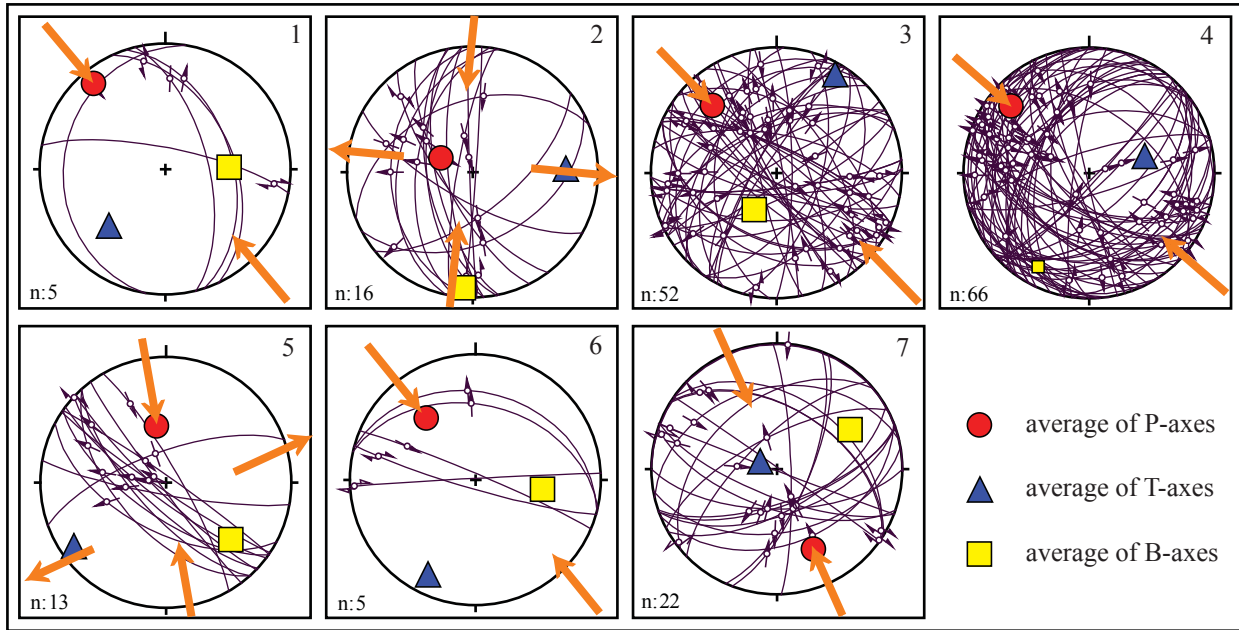 1
n:5
2
n:16
3
n:52
4
n:66
5
n:13
6
n:5
7
n:22
average of P-axes
average of T-axes
average of B-axes